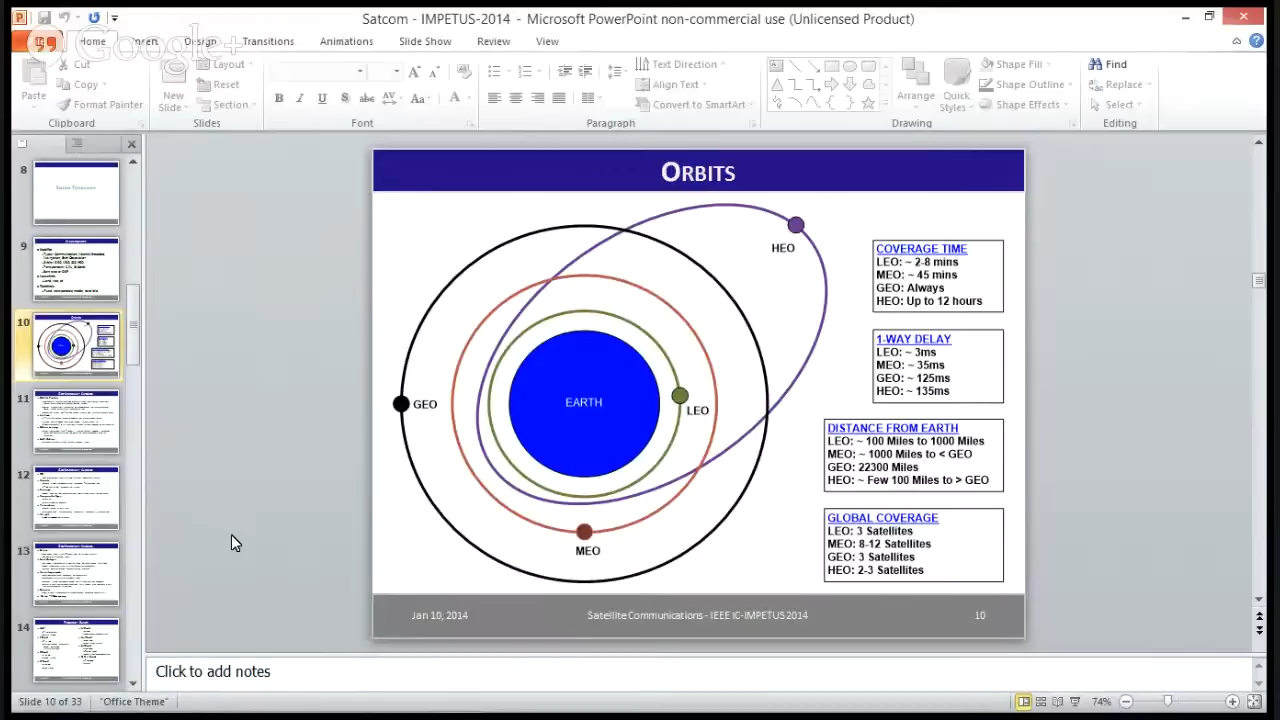 Satcom - IMPETUS-2014 - Microsoft PowerPoint non-commercial use (Unlicensed Product)
Google+
Home Insert Design Transitions Animations Slide Show Review View
Cut
Copy
Format Painter
Paste
Clipboard
New
Slide
Layout
Reset
Section
Slides
B I U S abc AV Aa A
Font
Text Direction
Align Text
Convert to SmartArt
Paragraph
Arrange
Quick
Styles
Shape Fill
Shape Outline
Shape Effects
Drawing
Find
Replace
Select
Editing
8
9
10
11
12
13
14
ORBITS
HEO
GEO
EARTH
LEO
MEO
COVERAGE TIME
LEO: ~ 2-8 mins
MEO: ~ 45 mins
GEO: Always
HEO: Up to 12 hours
1-WAY DELAY
LEO: ~ 3ms
MEO: ~ 35ms
GEO: ~ 125ms
HEO: ~ 135ms
DISTANCE FROM EARTH
LEO: ~ 100 Miles to 1000 Miles
MEO: ~ 1000 Miles to < GEO
GEO: 22300 Miles
HEO: ~ Few 100 Miles to > GEO
GLOBAL COVERAGE
LEO: 3 Satellites
MEO: 8-12 Satellites
GEO: 3 Satellites
HEO: 2-3 Satellites
Jan 10, 2014 Satellite Communications - IEEE IC-IMPETUS 2014 10
Click to add notes
Slide 10 of 33 "Office Theme" 74%